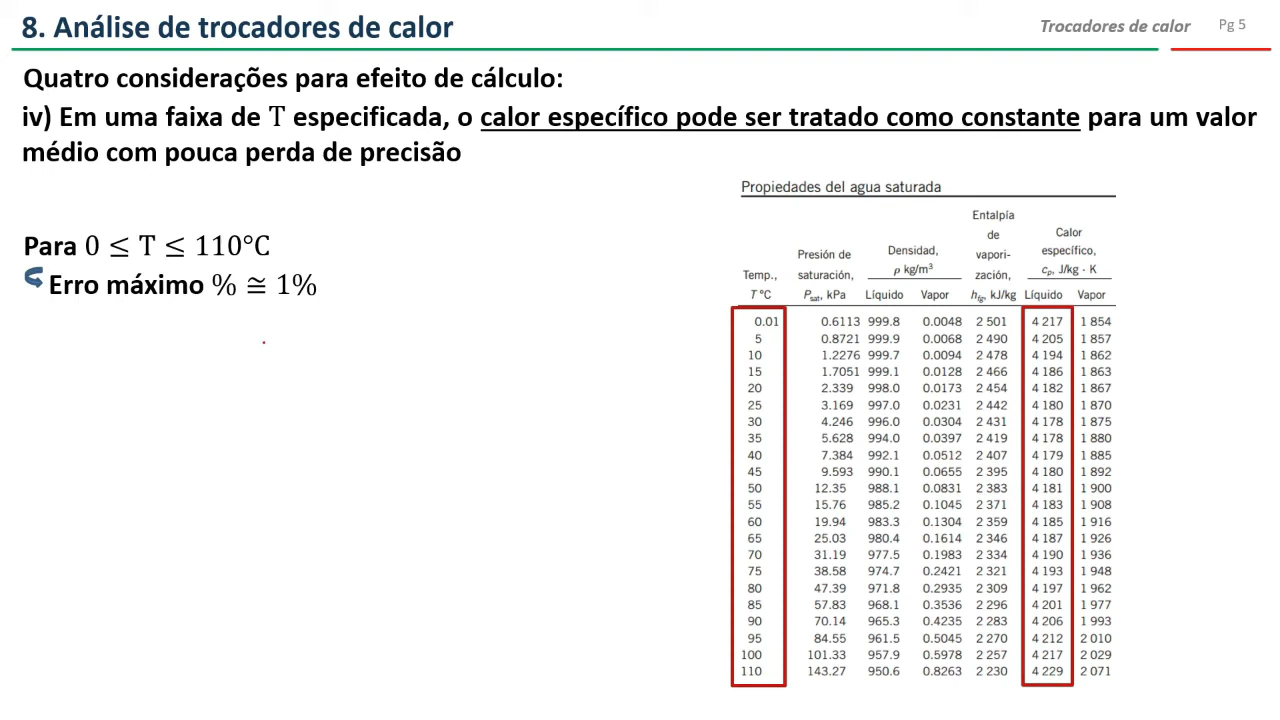 8. Análise de trocadores de calor
Trocadores de calor Pg 5
Quatro considerações para efeito de cálculo:
iv) Em uma faixa de T especificada, o calor específico pode ser tratado como constante para um valor
médio com pouca perda de precisão
Para 0 ≤ T ≤ 110°C
Erro máximo % ≅ 1%
Propiedades del agua saturada
Temp.,
T °C
Presión de
saturación,
Psat, kPa
Densidad,
ρ kg/m³
Líquido Vapor
Entalpía
de
vapori-
zación,
hfg, kJ/kg
Calor
específico,
cp, J/kg · K
Líquido Vapor
0.01 0.6113 999.8 0.0048 2 501 4 217 1 854
5 0.8721 999.9 0.0068 2 490 4 205 1 857
10 1.2276 999.7 0.0094 2 478 4 194 1 862
15 1.7051 999.1 0.0128 2 466 4 186 1 863
20 2.339 998.0 0.0173 2 454 4 182 1 867
25 3.169 997.0 0.0231 2 442 4 180 1 870
30 4.246 996.0 0.0304 2 431 4 178 1 875
35 5.628 994.0 0.0397 2 419 4 178 1 880
40 7.384 992.1 0.0512 2 407 4 179 1 885
45 9.593 990.1 0.0655 2 395 4 180 1 892
50 12.35 988.1 0.0831 2 383 4 181 1 900
55 15.76 985.2 0.1045 2 371 4 183 1 908
60 19.94 983.3 0.1304 2 359 4 185 1 916
65 25.03 980.4 0.1614 2 346 4 187 1 926
70 31.19 977.5 0.1983 2 334 4 190 1 936
75 38.58 974.7 0.2421 2 321 4 193 1 948
80 47.39 971.8 0.2935 2 309 4 197 1 962
85 57.83 968.1 0.3536 2 296 4 201 1 977
90 70.14 965.3 0.4235 2 283 4 206 1 993
95 84.55 961.5 0.5045 2 270 4 212 2 010
100 101.33 957.9 0.5978 2 257 4 217 2 029
110 143.27 950.6 0.8263 2 230 4 229 2 071